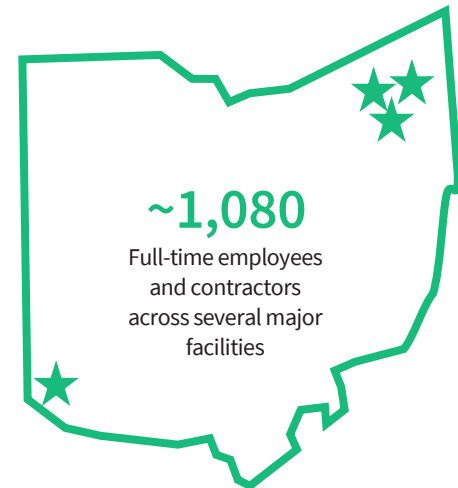 ~1,080
Full-time employees
and contractors
across several major
facilities